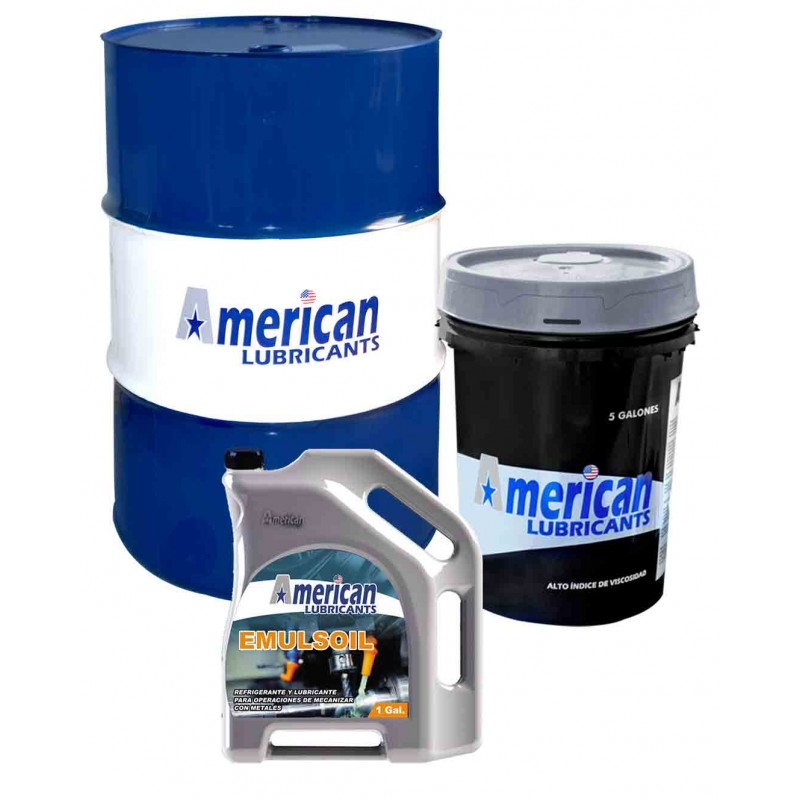 American
LUBRICANTS
5 GALONES
American
LUBRICANTS
ALTO ÍNDICE DE VISCOSIDAD
American
American
LUBRICANTS
EMULSOIL
REFRIGERANTE Y LUBRICANTE
PARA OPERACIONES DE MECANIZAR
CON METALES
1 Gal.